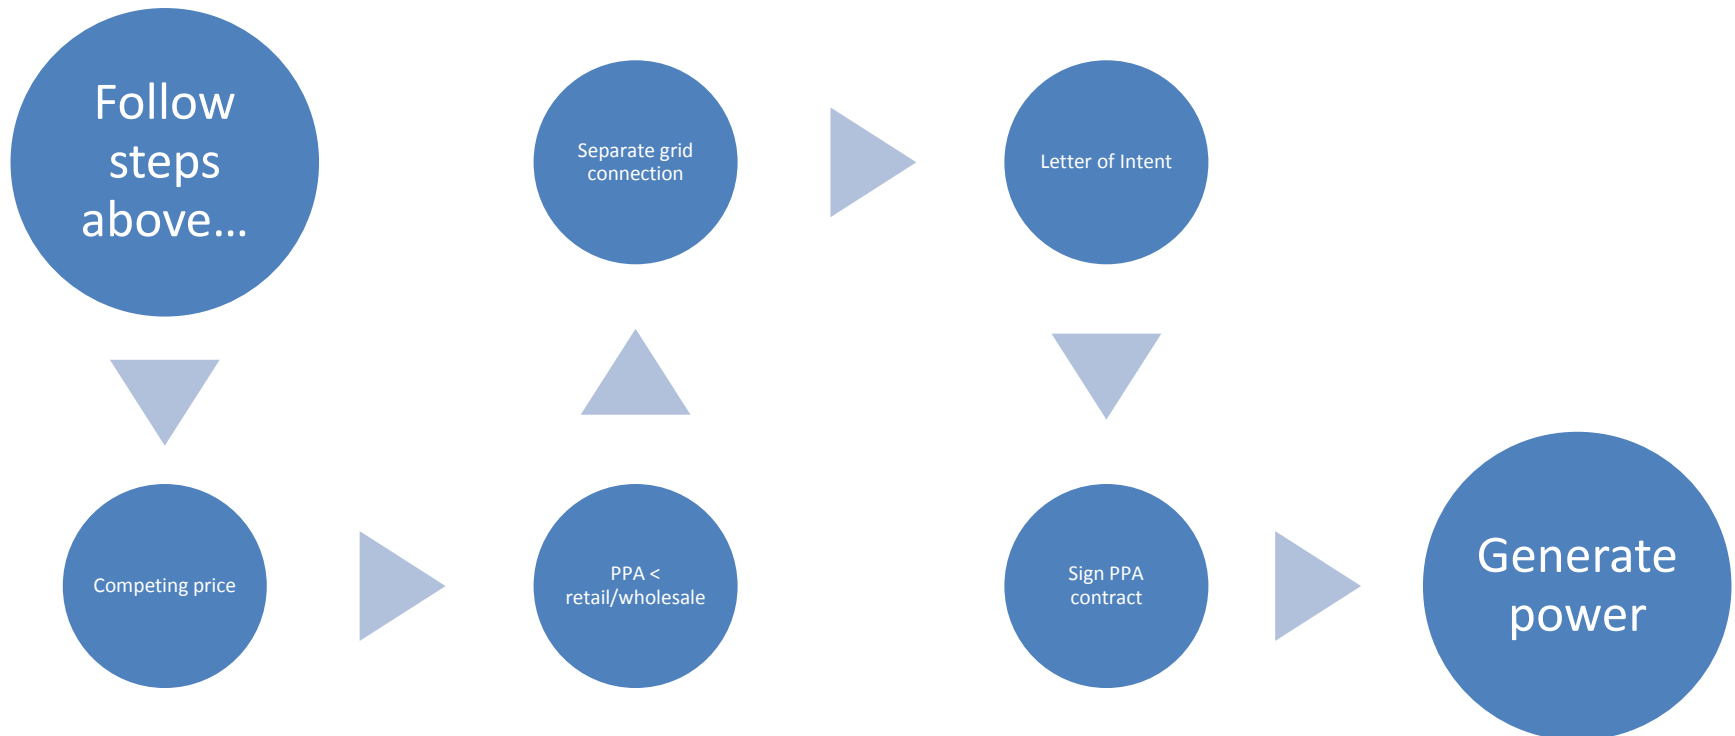 Follow
steps
above...
Competing price
PPA <
retail/wholesale
Separate grid
connection
Letter of Intent
Sign PPA
contract
Generate
power